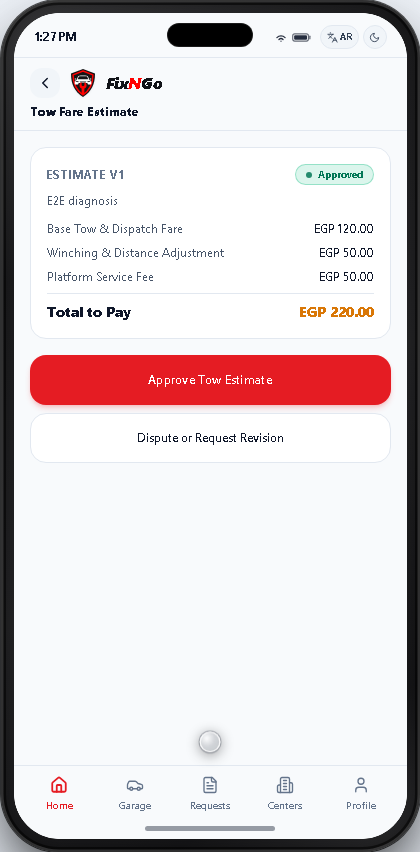 1:27 PM
AR
FixNGo
Tow Fare Estimate
ESTIMATE V1
Approved
E2E diagnosis
Base Tow & Dispatch Fare EGP 120.00
Winching & Distance Adjustment EGP 50.00
Platform Service Fee EGP 50.00
Total to Pay EGP 220.00
Approve Tow Estimate
Dispute or Request Revision
Home Garage Requests Centers Profile